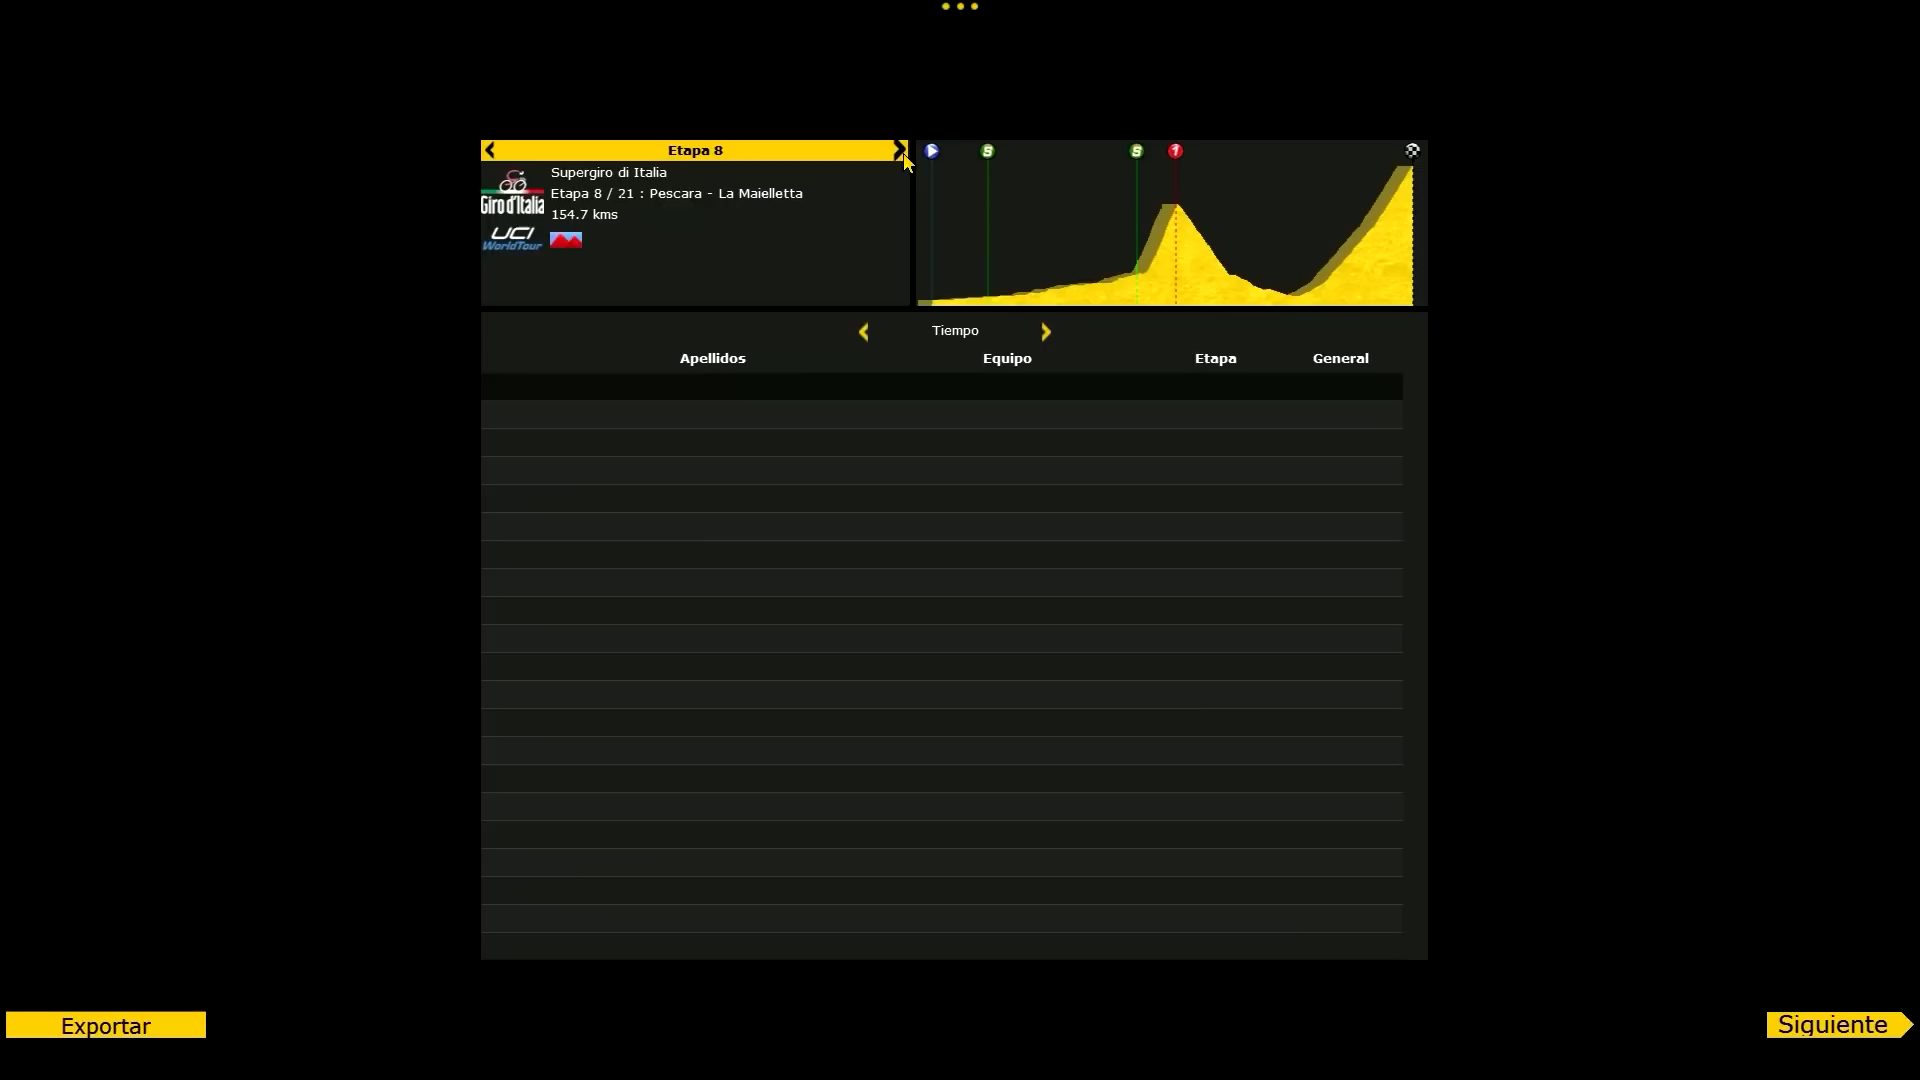 Etapa 8
Supergiro di Italia
Etapa 8 / 21 : Pescara - La Maielletta
154.7 kms
Giro d'Italia
UCI
WorldTour
S
S
1
Tiempo
Apellidos Equipo Etapa General
Exportar
Siguiente